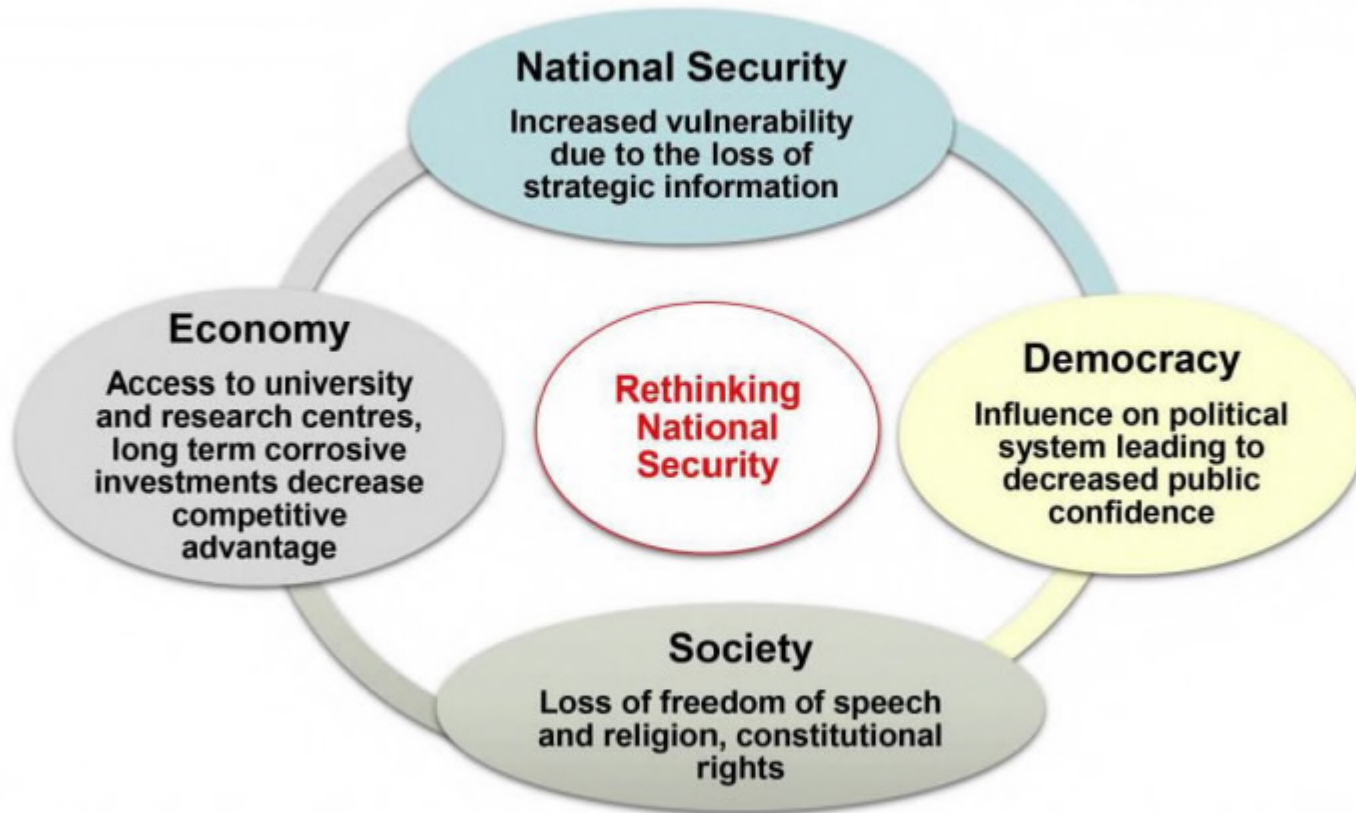 National Security
Increased vulnerability
due to the loss of
strategic information
Economy
Access to university
and research centres,
long term corrosive
investments decrease
competitive
advantage
Rethinking
National
Security
Democracy
Influence on political
system leading to
decreased public
confidence
Society
Loss of freedom of speech
and religion, constitutional
rights